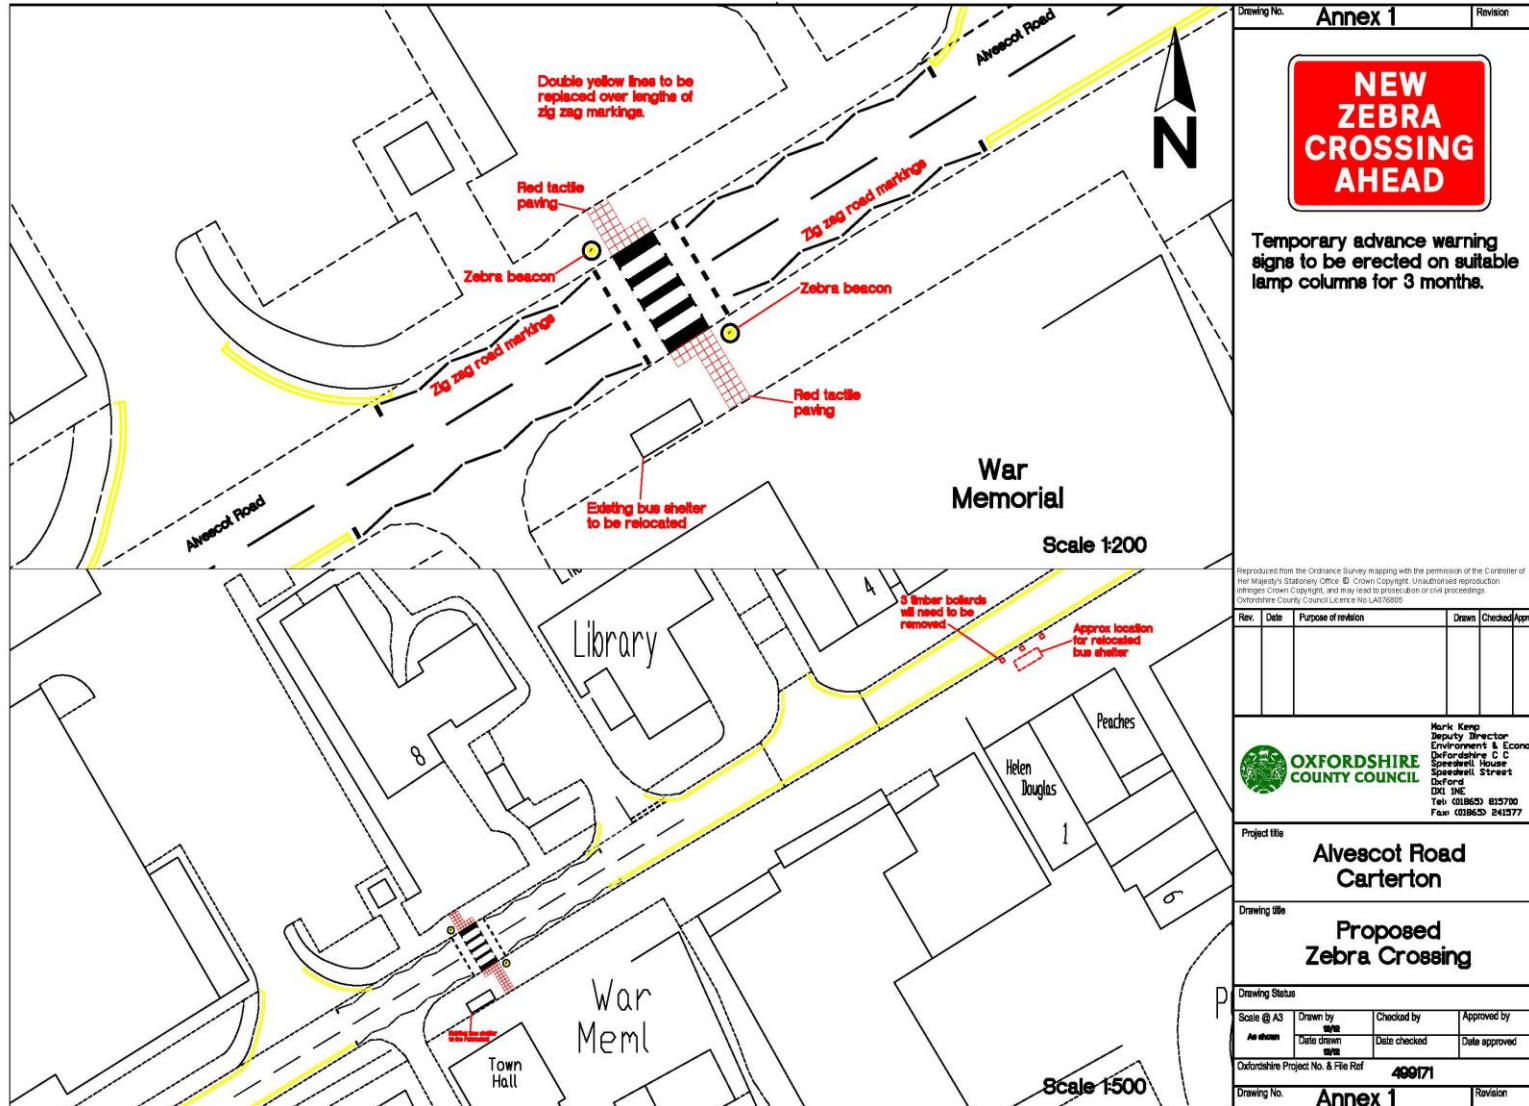 Drawing No.
Annex 1
Revision
NEW
ZEBRA
CROSSING
AHEAD
Temporary advance warning
signs to be erected on suitable
lamp columns for 3 months.
Alvescot Road
Double yellow lines to be
replaced over lengths of
zig zag markings.
N
Red tactile
paving
Zig zag road markings
Zebra beacon
Zebra beacon
Zig zag road markings
Red tactile
paving
War
Memorial
Existing bus shelter
to be relocated
Alvescot Road
Scale 1:200
Reproduced from the Ordnance Survey mapping with the permission of the Controller of
Her Majesty's Stationery Office © Crown Copyright. Unauthorised reproduction
infringes Crown Copyright, and may lead to prosecution or civil proceedings.
Oxfordshire County Council Licence No LA076805
Rev.
Date
Purpose of revision
Drawn
Checked
Appr
4
Library
3 timber bollards
will need to be
removed
Approx location
for relocated
bus shelter
8
Peaches
Helen
Douglas
1
6
War
Meml
Existing bus shelter
to be relocated
Town
Hall
P
Scale 1:500
OXFORDSHIRE
COUNTY COUNCIL
Mark Kemp
Deputy Director
Environment & Econo
Oxfordshire C C
Speedwell House
Speedwell Street
Oxford
OX1 1NE
Tel: (01865) 815700
Fax: (01865) 241577
Project title
Alvescot Road
Carterton
Drawing title
Proposed
Zebra Crossing
Drawing Status
Scale @ A3
As shown
Drawn by
Checked by
Approved by
Date drawn
Date checked
Date approved
Oxfordshire Project No. & File Ref
499171
Drawing No.
Annex 1
Revision